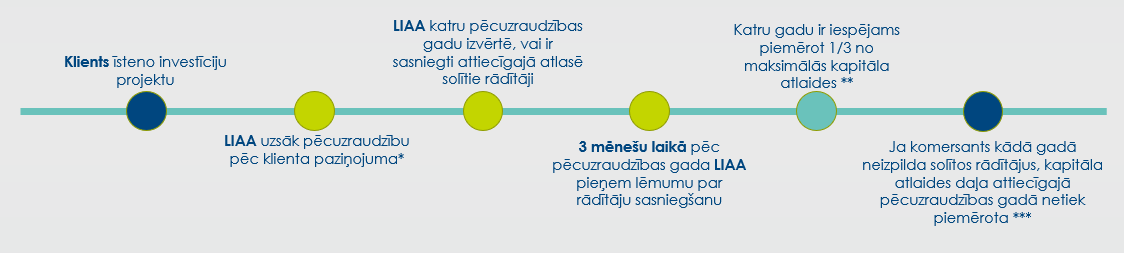 Klients īsteno investīciju
projektu
LIAA uzsāk pēcuzraudzību
pēc klienta paziņojuma*
LIAA katru pēcuzraudzības
gadu izvērtē, vai ir
sasniegti attiecīgajā atlasē
solītie rādītāji
3 mēnešu laikā pēc
pēcuzraudzības gada LIAA
pieņem lēmumu par
rādītāju sasniegšanu
Katru gadu ir iespējams
piemērot 1/3 no
maksimālās kapitāla
atlaides **
Ja komersants kādā gadā
neizpilda solītos rādītājus, kapitāla
atlaides daļa attiecīgajā
pēcuzraudzības gadā netiek
piemērota ***